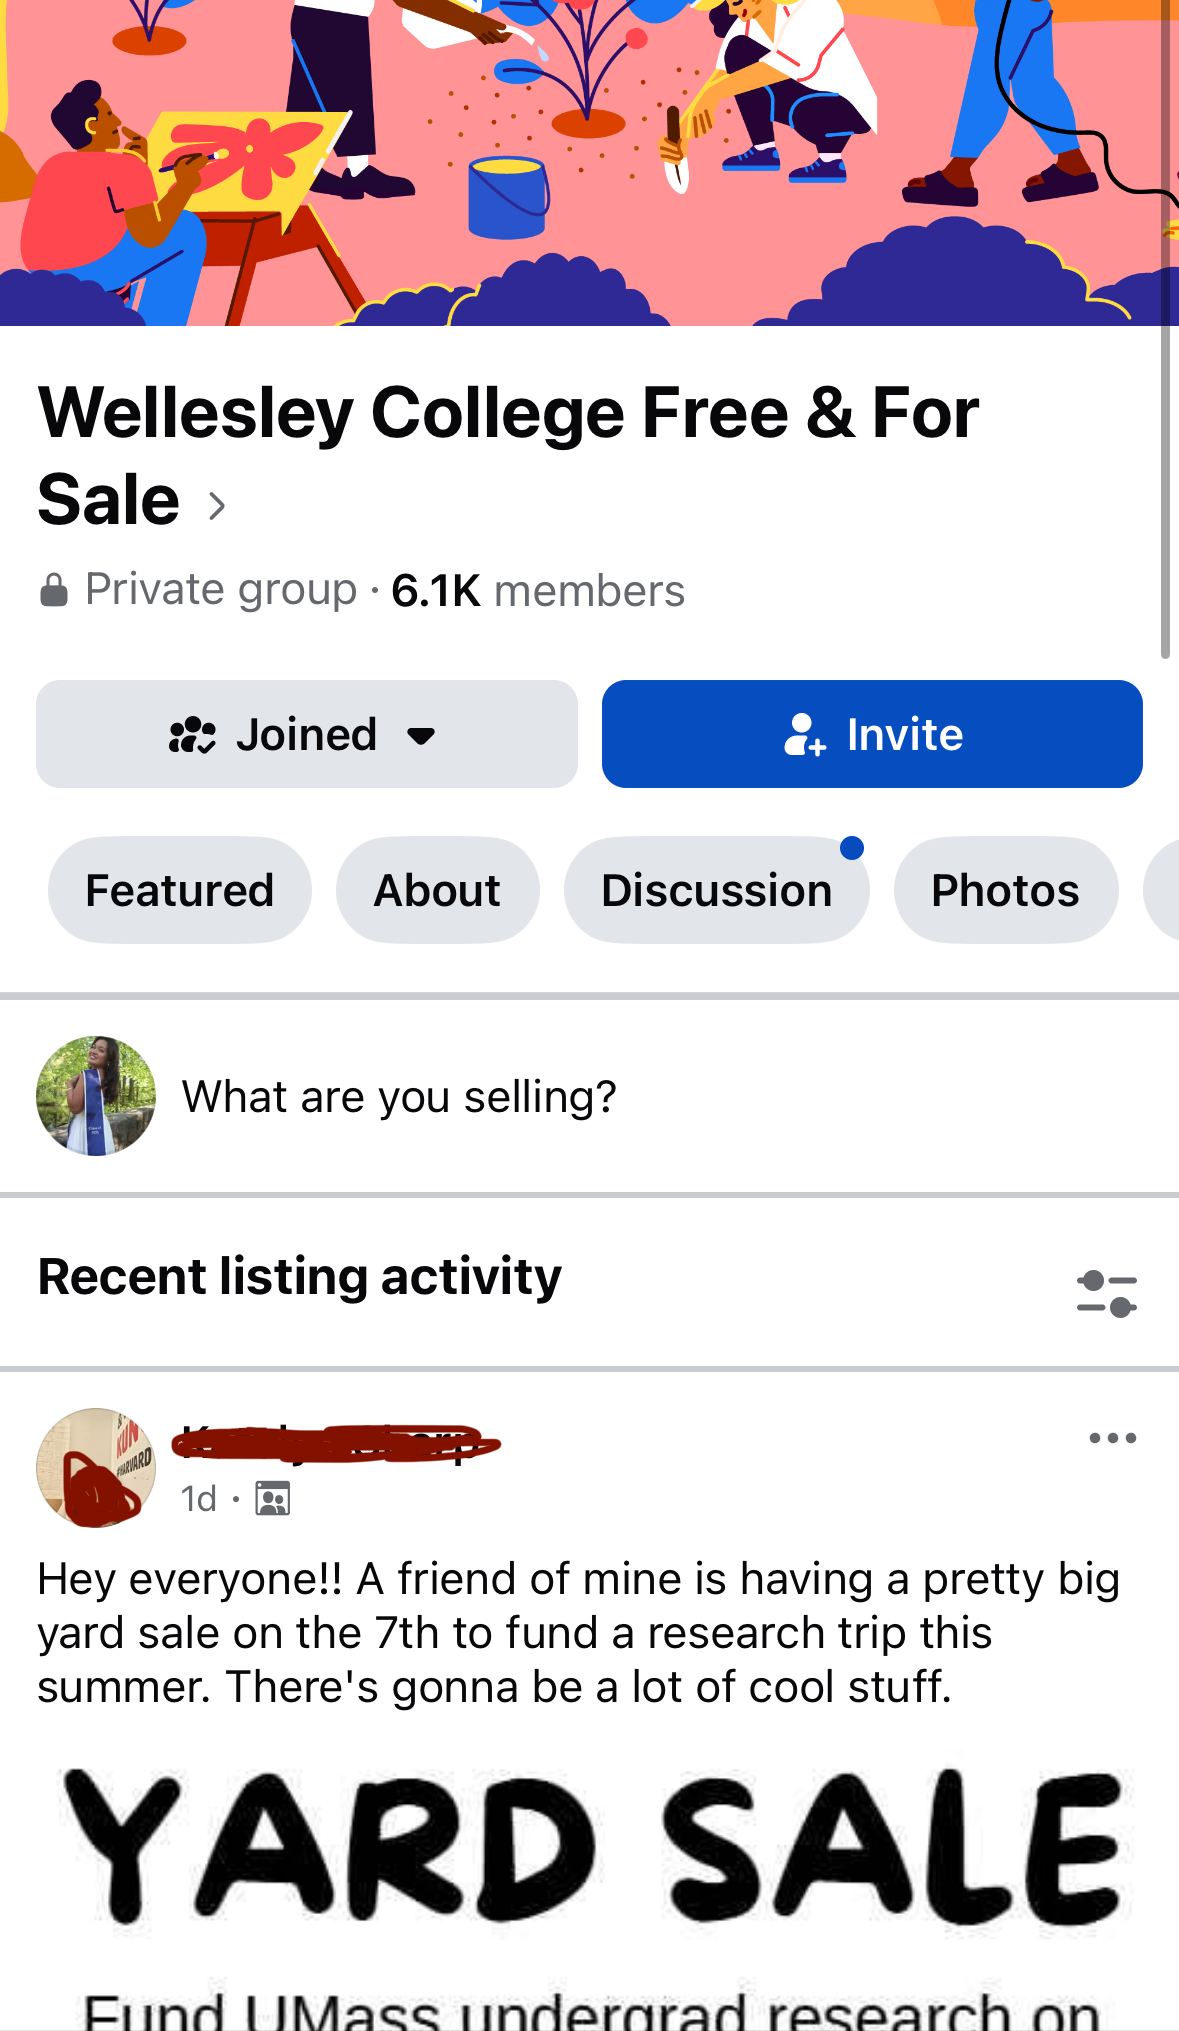 Wellesley College Free & For
Sale
Private group · 6.1K members
Joined
Invite
Featured
About
Discussion
Photos
What are you selling?
Recent listing activity
KUN
HARVARD
1d ·
Hey everyone!! A friend of mine is having a pretty big
yard sale on the 7th to fund a research trip this
summer. There's gonna be a lot of cool stuff.
YARD SALE
Fund UMass undergrad research on